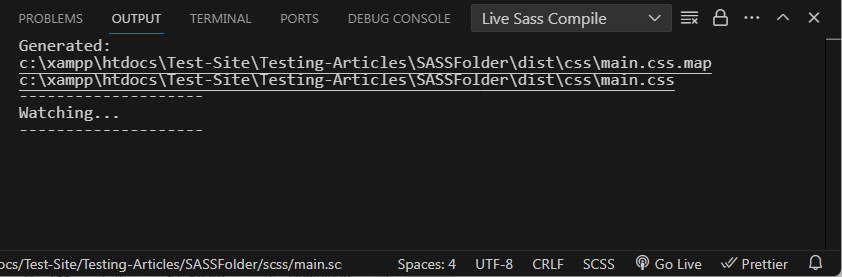 PROBLEMS OUTPUT TERMINAL PORTS DEBUG CONSOLE Live Sass Compile
Generated:
c:\xampp\htdocs\Test-Site\Testing-Articles\SASSFolder\dist\css\main.css.map
c:\xampp\htdocs\Test-Site\Testing-Articles\SASSFolder\dist\css\main.css
--------------------
Watching...
--------------------
ocs/Test-Site/Testing-Articles/SASSFolder/scss/main.sc Spaces: 4 UTF-8 CRLF SCSS Go Live Prettier